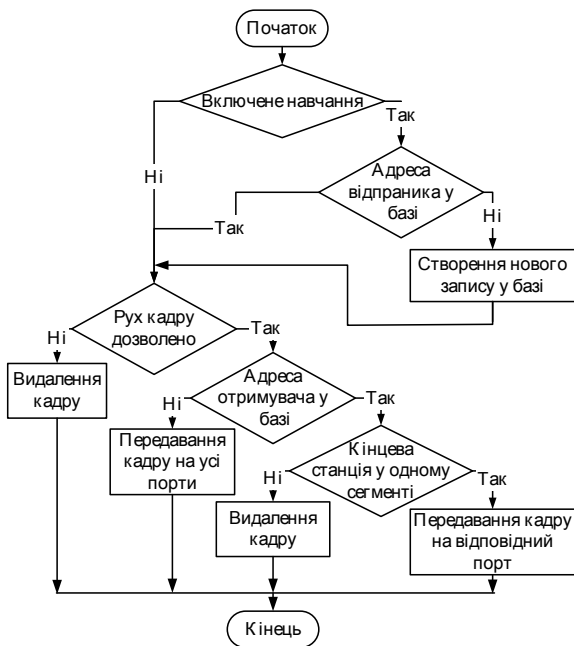 Початок
Включене навчання
Так
Ні
Адреса
відпраника у
базі
Так
Ні
Створення нового
запису у базі
Рух кадру
дозволено
Ні
Так
Видалення
кадру
Адреса
отримувача у
базі
Ні
Так
Передавання
кадру на усі
порти
Кінцева
станція у одному
сегменті
Ні
Так
Видалення
кадру
Передавання кадру
на відповідний
порт
Кінець